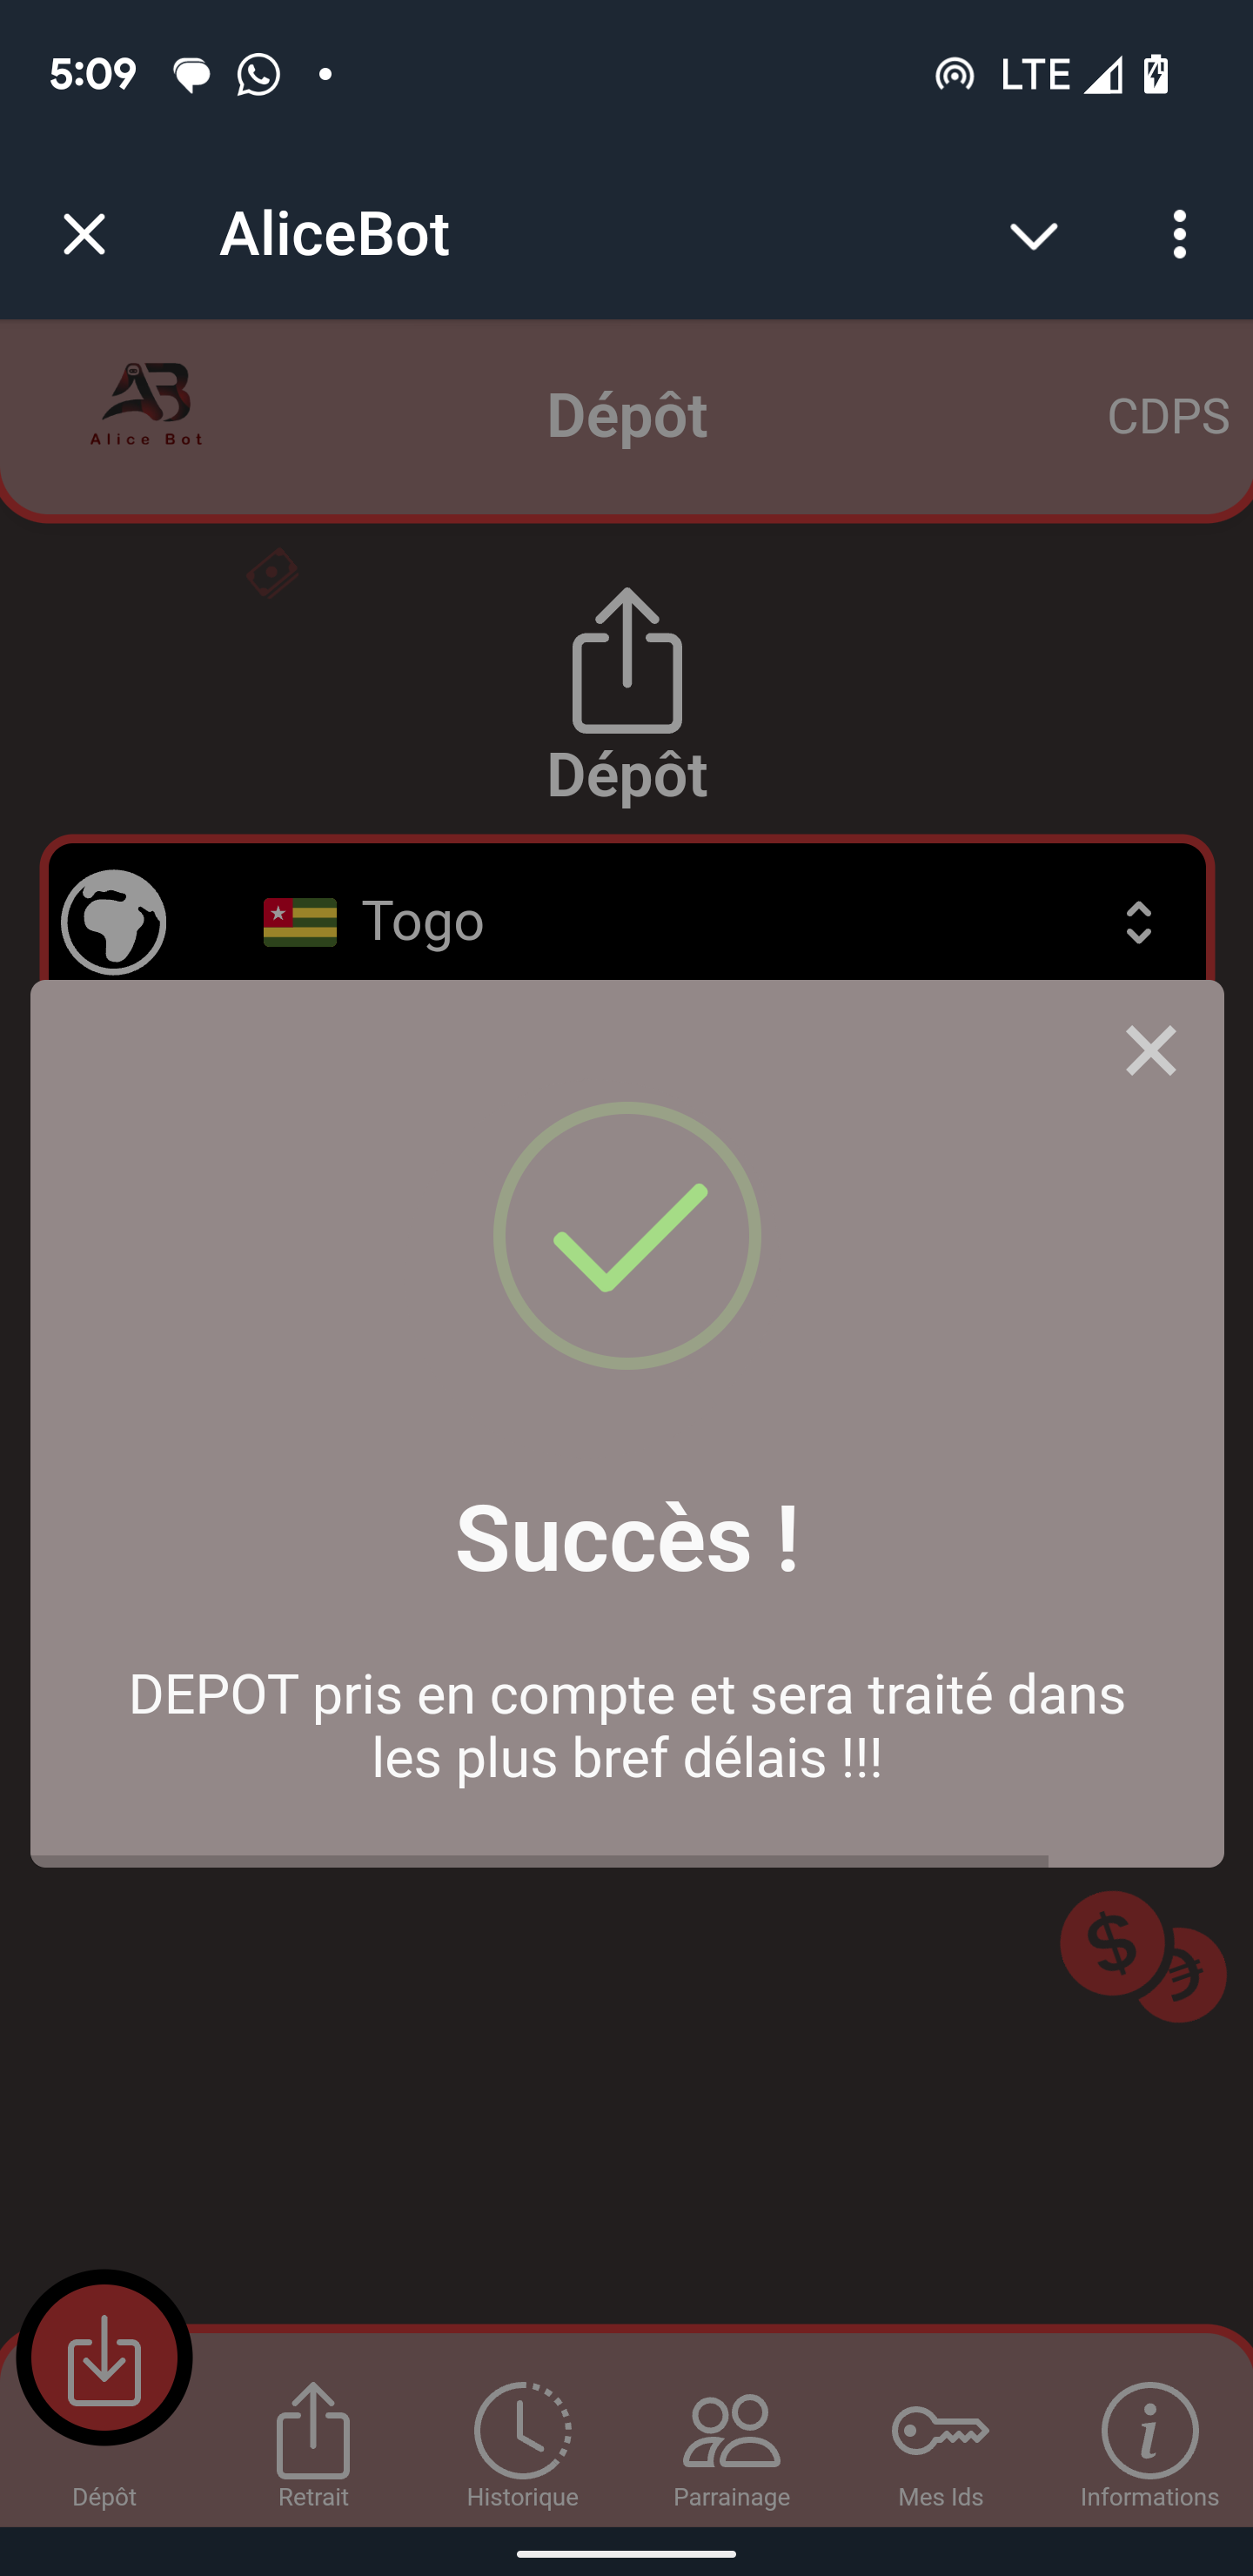 5:09
LTE
AliceBot
Alice Bot
Dépôt
CDPS
Dépôt
Togo
Succès !
DEPOT pris en compte et sera traité dans
les plus bref délais !!!
Dépôt
Retrait
Historique
Parrainage
Mes Ids
Informations